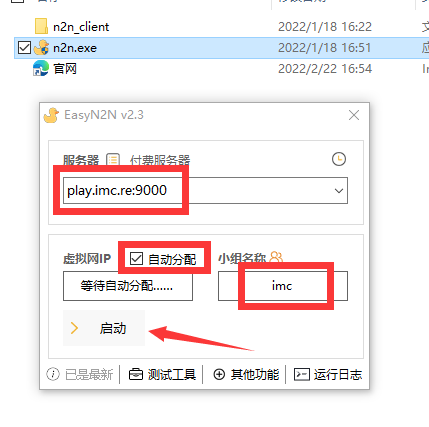 n2n_client 2022/1/18 16:22
n2n.exe 2022/1/18 16:51
官网 2022/2/22 16:54
EasyN2N v2.3
服务器 付费服务器
play.imc.re:9000
虚拟网IP 自动分配 小组名称
等待自动分配...... imc
启动
已是最新 测试工具 其他功能 运行日志